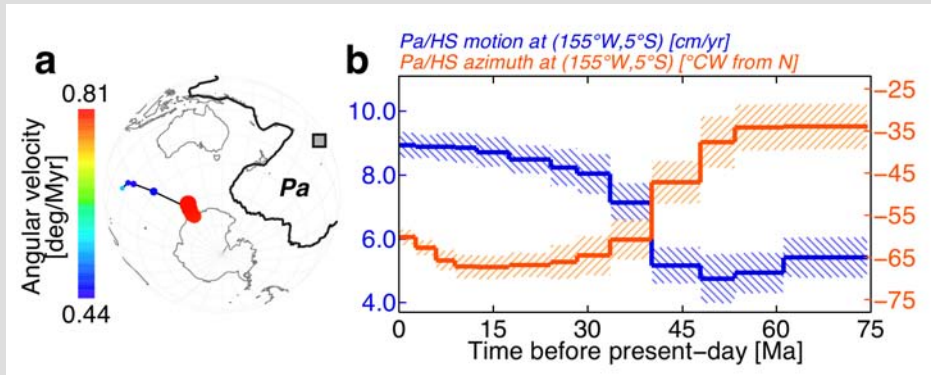 a
0.81
Angular velocity
[deg/Myr]
0.44
Pa
b
Pa/HS motion at (155°W,5°S) [cm/yr]
Pa/HS azimuth at (155°W,5°S) [°CW from N]
10.0
8.0
6.0
4.0
−25
−35
−45
−55
−65
−75
0 15 30 45 60 75
Time before present−day [Ma]